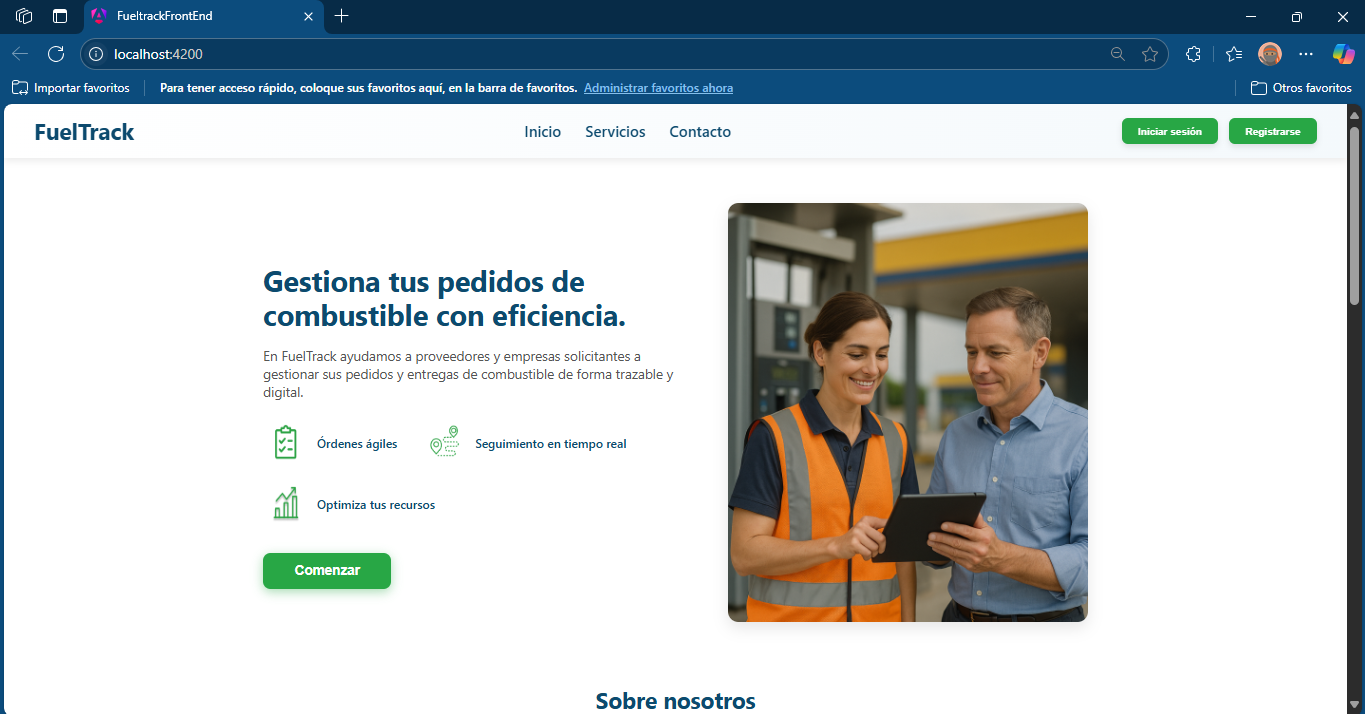 FueltrackFrontEnd
localhost:4200
Importar favoritos
Para tener acceso rápido, coloque sus favoritos aquí, en la barra de favoritos. Administrar favoritos ahora
Otros favoritos
FuelTrack
Inicio Servicios Contacto
Iniciar sesión Registrarse
Gestiona tus pedidos de
combustible con eficiencia.
En FuelTrack ayudamos a proveedores y empresas solicitantes a
gestionar sus pedidos y entregas de combustible de forma trazable y
digital.
Órdenes ágiles Seguimiento en tiempo real
Optimiza tus recursos
Comenzar
Sobre nosotros